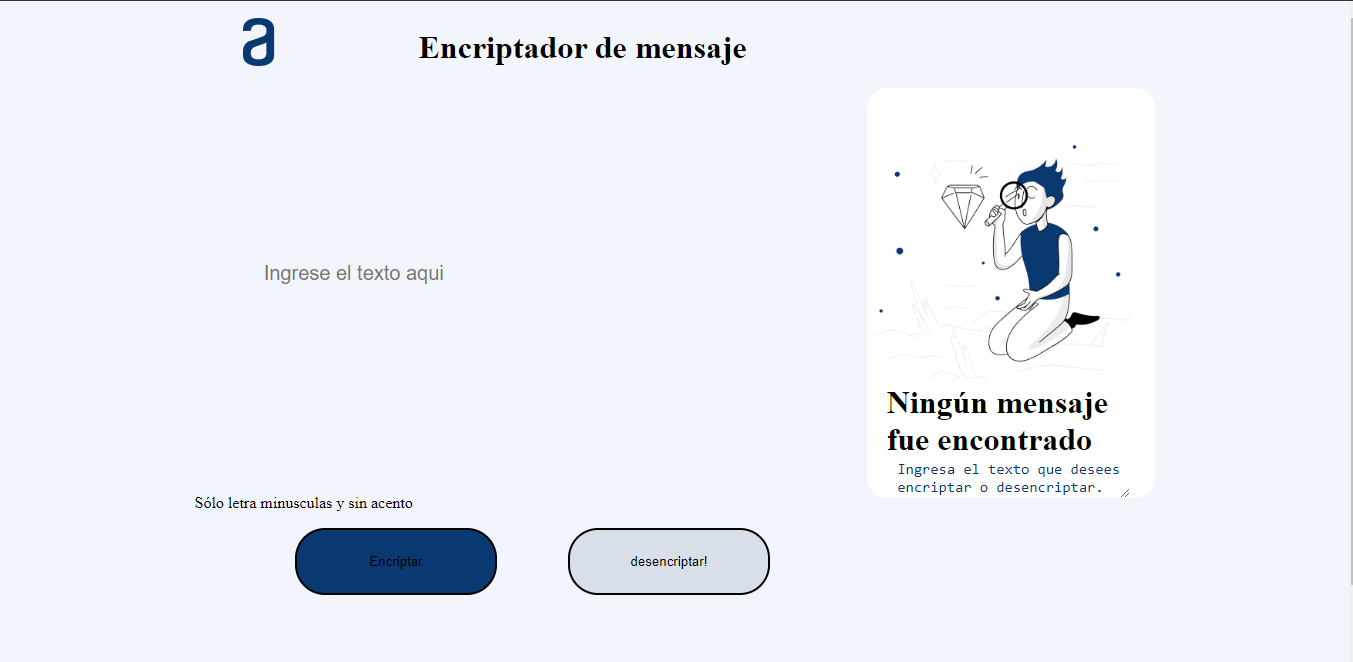 a
Encriptador de mensaje
Ingrese el texto aqui
Ningún mensaje
fue encontrado
Ingresa el texto que desees
encriptar o desencriptar.
Sólo letra minusculas y sin acento
Encriptar
desencriptar!